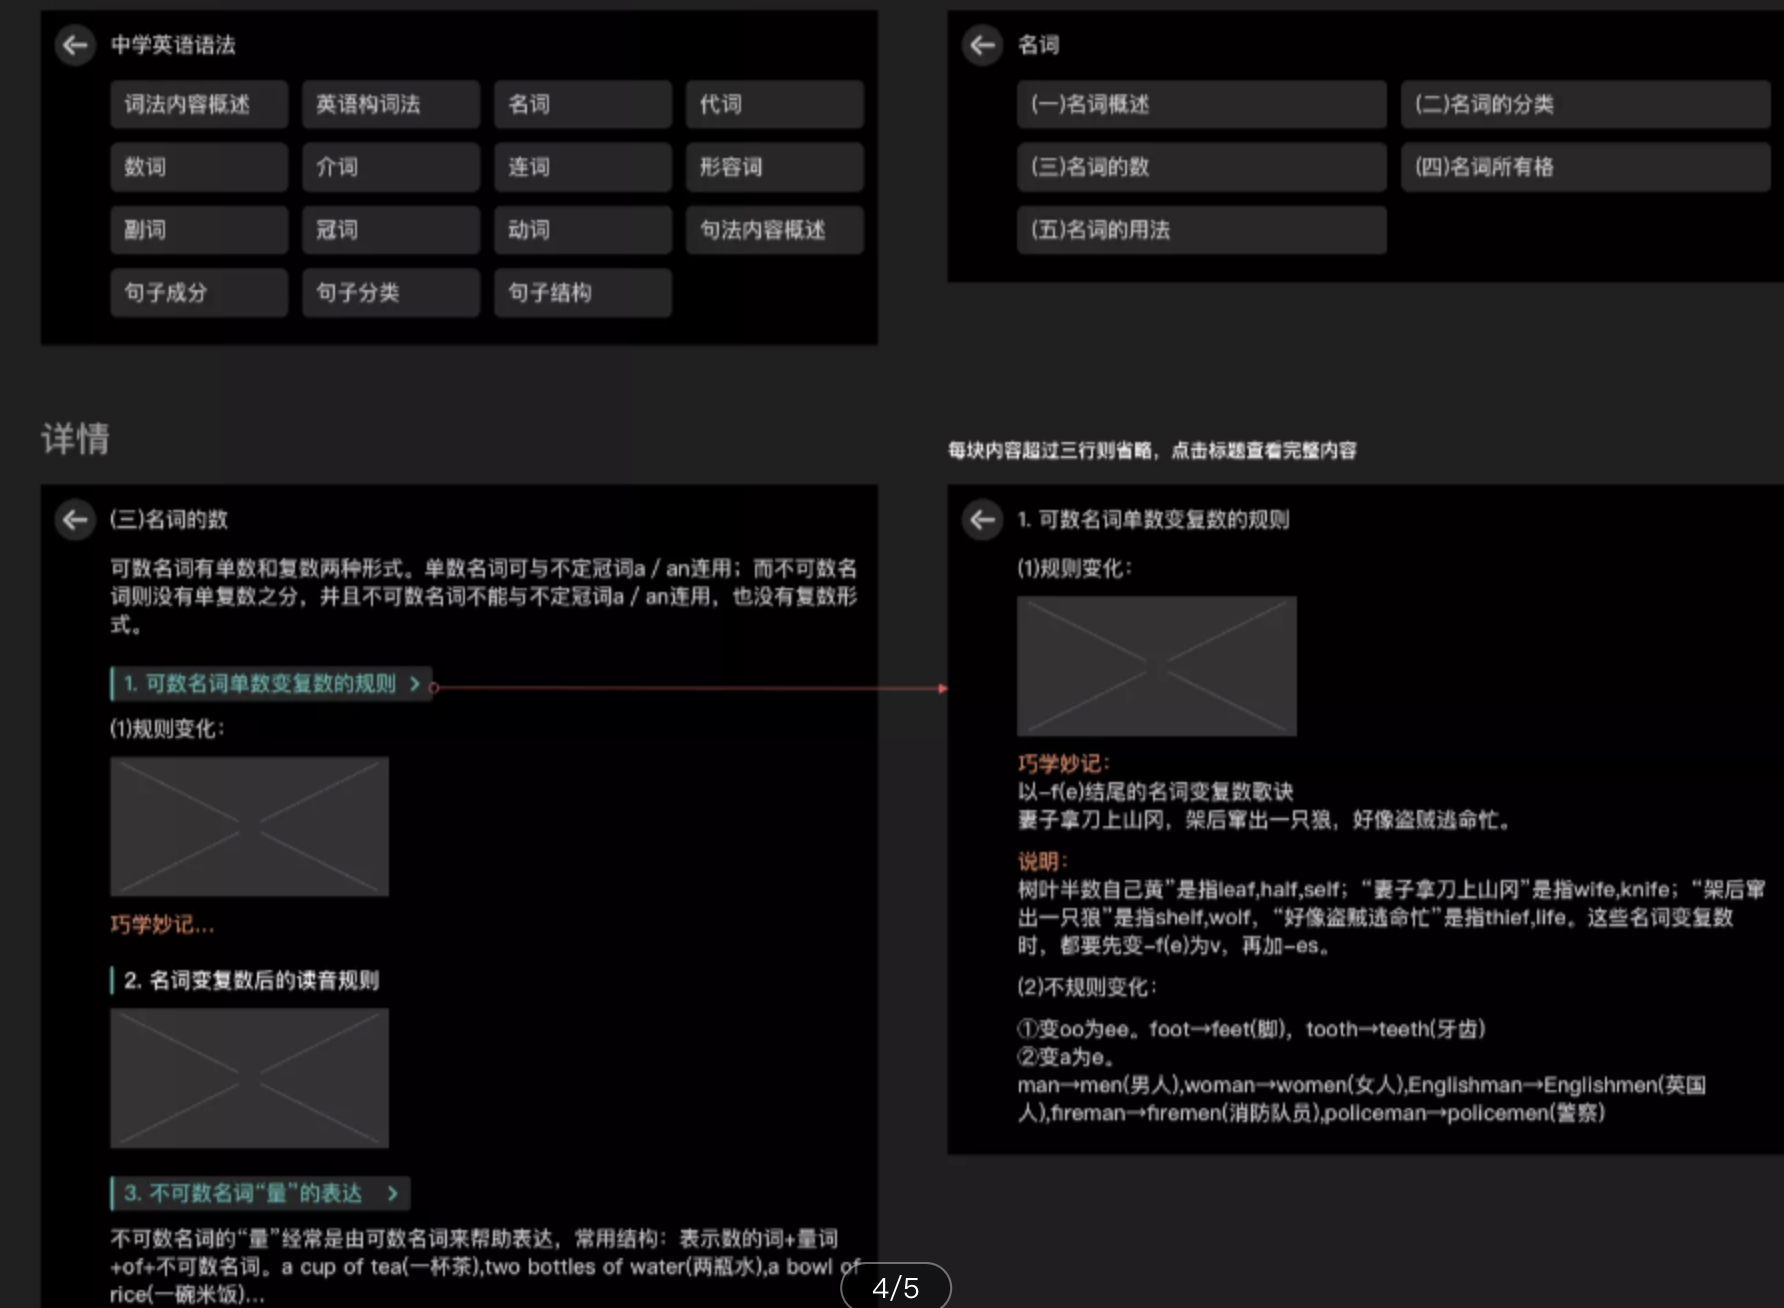 中学英语语法
词法内容概述
英语构词法
名词
代词
数词
介词
连词
形容词
副词
冠词
动词
句法内容概述
句子成分
句子分类
句子结构
名词
(一)名词概述
(二)名词的分类
(三)名词的数
(四)名词所有格
(五)名词的用法
详情
(三)名词的数
可数名词有单数和复数两种形式。单数名词可与不定冠词a / an连用；而不可数名
词则没有单复数之分，并且不可数名词不能与不定冠词a / an连用，也没有复数形
式。
1. 可数名词单数变复数的规则
(1)规则变化：
巧学妙记...
2. 名词变复数后的读音规则
3. 不可数名词“量”的表达
不可数名词的“量”经常是由可数名词来帮助表达，常用结构：表示数的词+量词
+of+不可数名词。a cup of tea(一杯茶),two bottles of water(两瓶水),a bowl of
rice(一碗米饭)...
每块内容超过三行则省略，点击标题查看完整内容
1. 可数名词单数变复数的规则
(1)规则变化：
巧学妙记：
以–f(e)结尾的名词变复数歌诀
妻子拿刀上山冈，架后窜出一只狼，好像盗贼逃命忙。
说明：
树叶半数自己黄”是指leaf,half,self；“妻子拿刀上山冈”是指wife,knife；“架后窜
出一只狼”是指shelf,wolf，“好像盗贼逃命忙”是指thief,life。这些名词变复数
时，都要先变–f(e)为v，再加–es。
(2)不规则变化：
①变oo为ee。foot→feet(脚)，tooth→teeth(牙齿)
②变a为e。
man→men(男人),woman→women(女人),Englishman→Englishmen(英国
人),fireman→firemen(消防队员),policeman→policemen(警察)
4/5